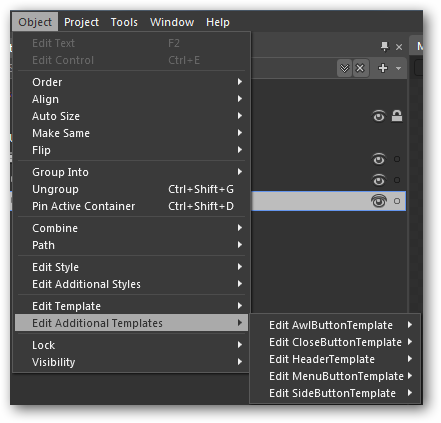 Object Project Tools Window Help
Edit Text F2
Edit Control Ctrl+E
Order
Align
Auto Size
Make Same
Flip
Group Into
Ungroup Ctrl+Shift+G
Pin Active Container Ctrl+Shift+D
Combine
Path
Edit Style
Edit Additional Styles
Edit Template
Edit Additional Templates
Lock
Visibility
Edit AwlButtonTemplate
Edit CloseButtonTemplate
Edit HeaderTemplate
Edit MenuButtonTemplate
Edit SideButtonTemplate